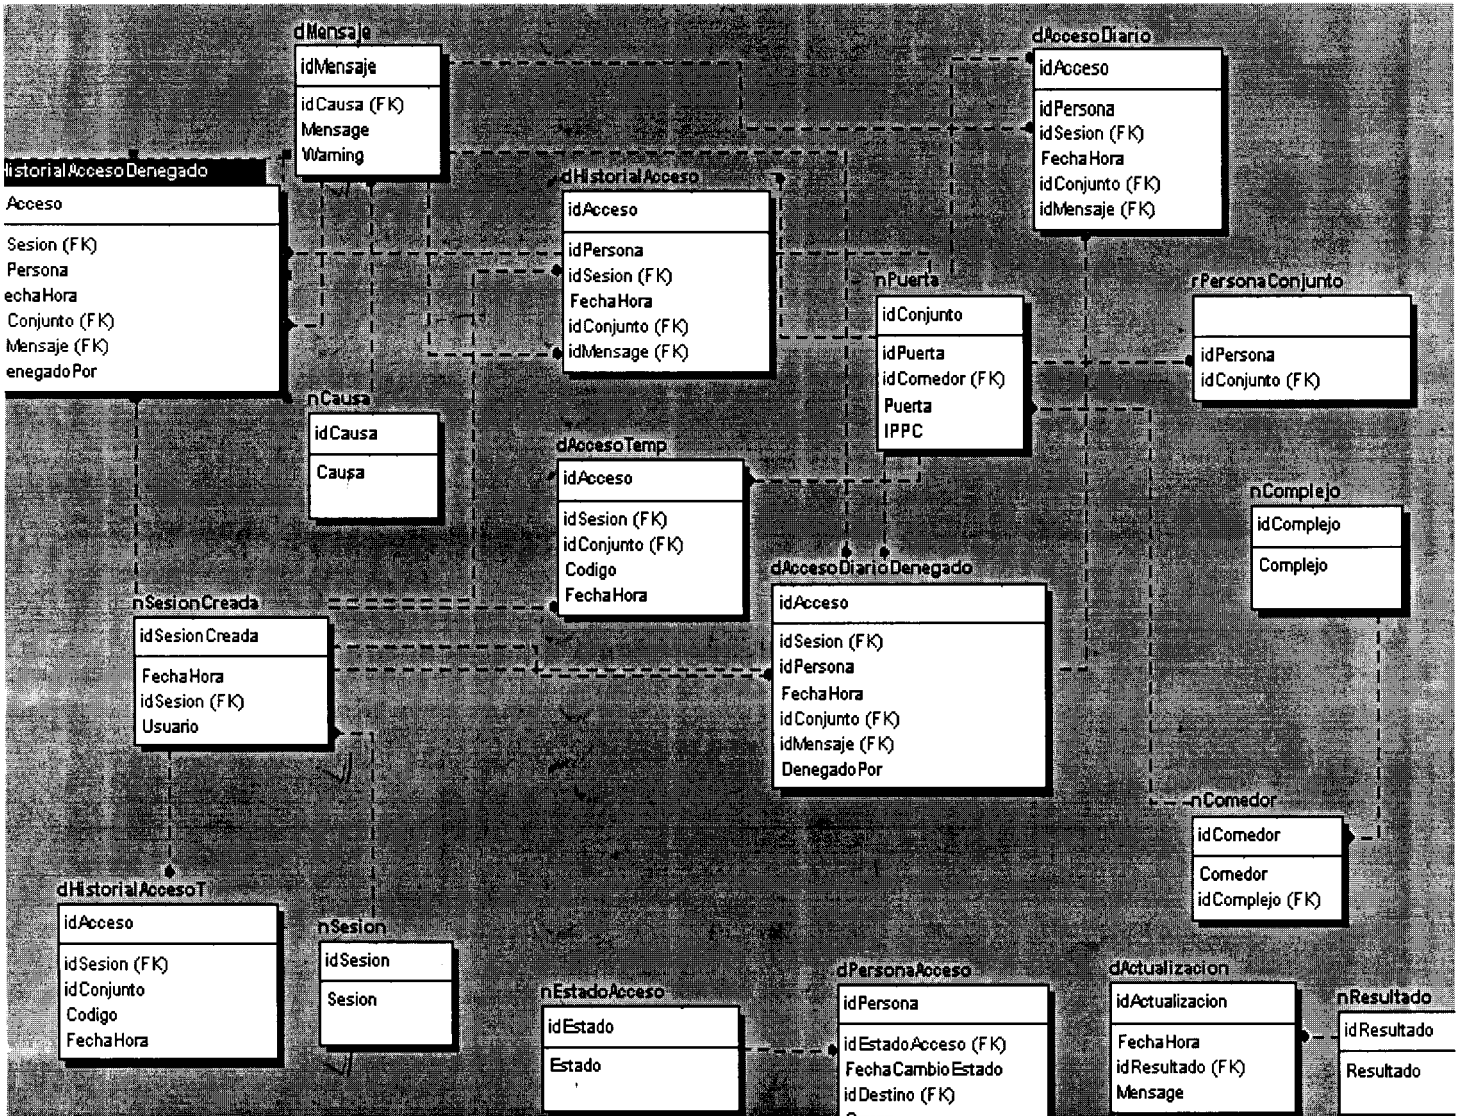 dMensaje
idMensaje
idCausa (FK)
Mensage
Warning
dAccesoDiario
idAcceso
idPersona
idSesion (FK)
FechaHora
idConjunto (FK)
idMensaje (FK)
HistorialAccesoDenegado
Acceso
Sesion (FK)
Persona
echaHora
Conjunto (FK)
Mensaje (FK)
enegadoPor
dHistorialAcceso
idAcceso
idPersona
idSesion (FK)
FechaHora
idConjunto (FK)
idMensage (FK)
nPuerta
idConjunto
idPuerta
idComedor (FK)
Puerta
IPPC
rPersonaConjunto
idPersona
idConjunto (FK)
nCausa
idCausa
Causa
dAccesoTemp
idAcceso
idSesion (FK)
idConjunto (FK)
Codigo
FechaHora
nComplejo
idComplejo
Complejo
dAccesoDiarioDenegado
idAcceso
idSesion (FK)
idPersona
FechaHora
idConjunto (FK)
idMensaje (FK)
DenegadoPor
nSesionCreada
idSesionCreada
FechaHora
idSesion (FK)
Usuario
nComedor
idComedor
Comedor
idComplejo (FK)
dHistorialAccesoT
idAcceso
idSesion (FK)
idConjunto
Codigo
FechaHora
nSesion
idSesion
Sesion
nEstadoAcceso
idEstado
Estado
dPersonaAcceso
idPersona
idEstadoAcceso (FK)
FechaCambioEstado
idDestino (FK)
dActualizacion
idActualizacion
FechaHora
idResultado (FK)
Mensage
nResultado
idResultado
Resultado